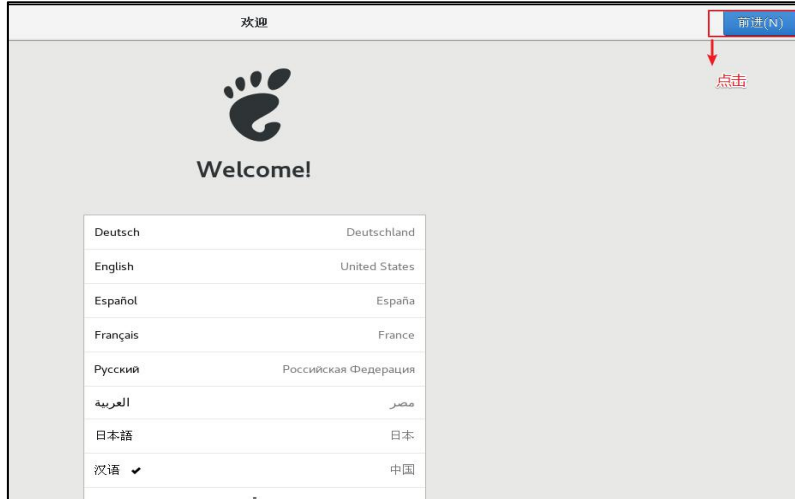 欢迎
前进(N)
点击
Welcome!
Deutsch Deutschland
English United States
Español España
Français France
Русский Российская Федерация
العربية مصر
日本語 日本
汉语 ✔ 中国